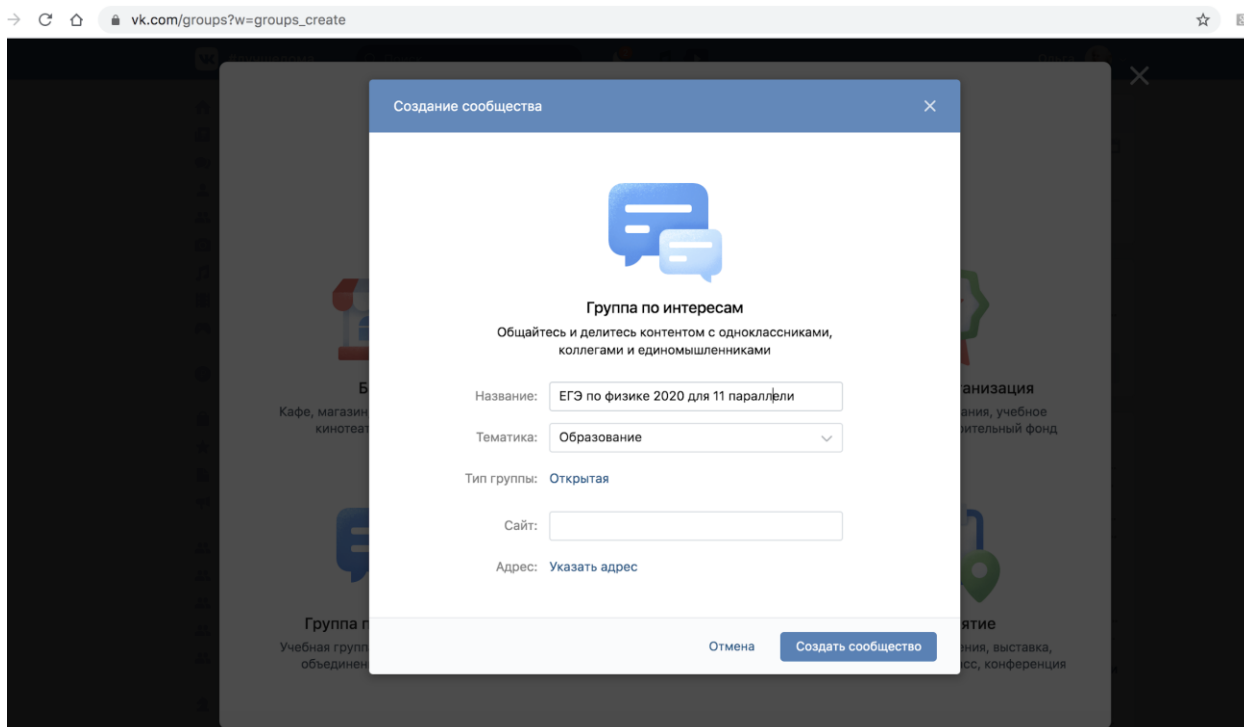 vk.com/groups?w=groups_create
Создание сообщества
Группа по интересам
Общайтесь и делитесь контентом с одноклассниками,
коллегами и единомышленниками
Название: ЕГЭ по физике 2020 для 11 параллели
Тематика: Образование
Тип группы: Открытая
Сайт:
Адрес: Указать адрес
Отмена Создать сообщество
Кафе, магазин
кинотеат
анизация
ания, учебное
рительный фонд
Группа п
Учебная групп
объединен
ятие
ния, выставка,
сс, конференция